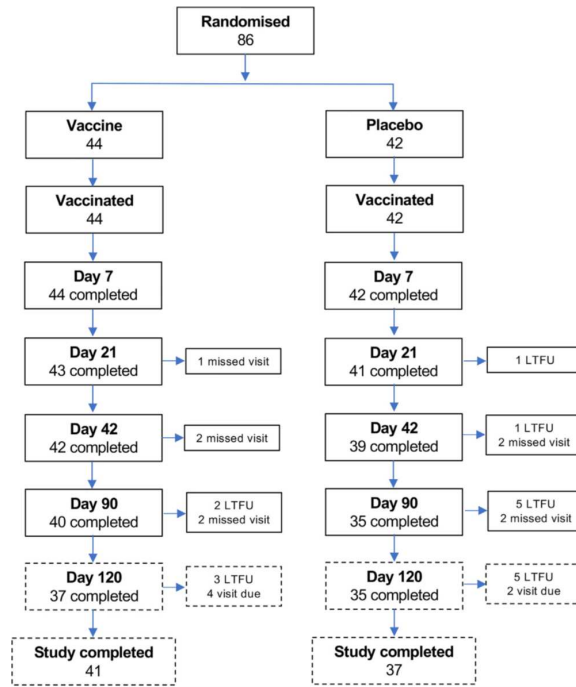 Randomised
86
Vaccine
44
Placebo
42
Vaccinated
44
Vaccinated
42
Day 7
44 completed
Day 7
42 completed
Day 21
43 completed
1 missed visit
Day 21
41 completed
1 LTFU
Day 42
42 completed
2 missed visit
Day 42
39 completed
1 LTFU
2 missed visit
Day 90
40 completed
2 LTFU
2 missed visit
Day 90
35 completed
5 LTFU
2 missed visit
Day 120
37 completed
3 LTFU
4 visit due
Day 120
35 completed
5 LTFU
2 visit due
Study completed
41
Study completed
37